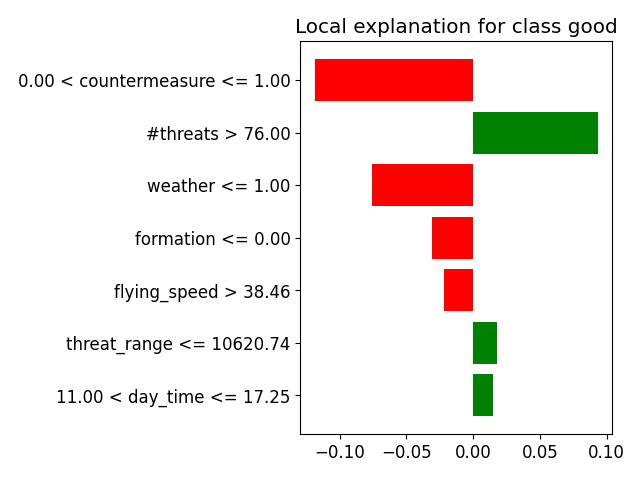 Local explanation for class good
0.00 < countermeasure <= 1.00
#threats > 76.00
weather <= 1.00
formation <= 0.00
flying_speed > 38.46
threat_range <= 10620.74
11.00 < day_time <= 17.25
−0.10 −0.05 0.00 0.05 0.10